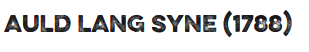 AULD LANG SYNE (1788)